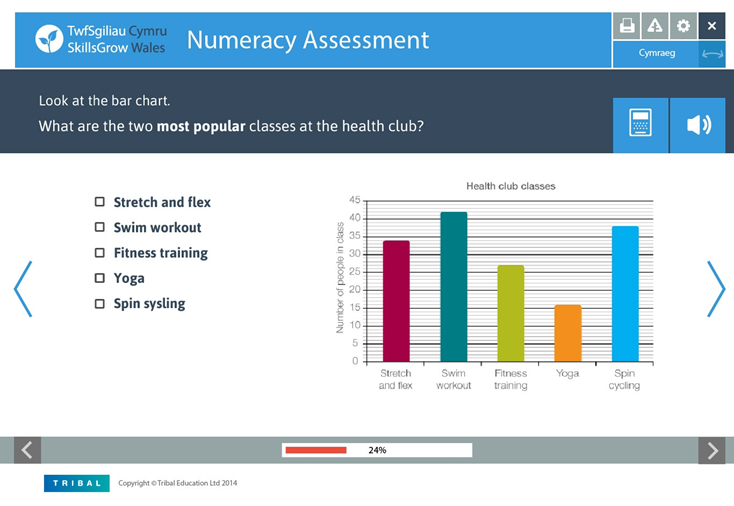 TwfSgiliau Cymru
SkillsGrow Wales
Numeracy Assessment
Cymraeg
Look at the bar chart.
What are the two most popular classes at the health club?
Stretch and flex
Swim workout
Fitness training
Yoga
Spin sysling
Health club classes
Number of people in class
45
40
35
30
25
20
15
10
5
0
Stretch and flex
Swim workout
Fitness training
Yoga
Spin cycling
24%
TRIBAL
Copyright © Tribal Education Ltd 2014